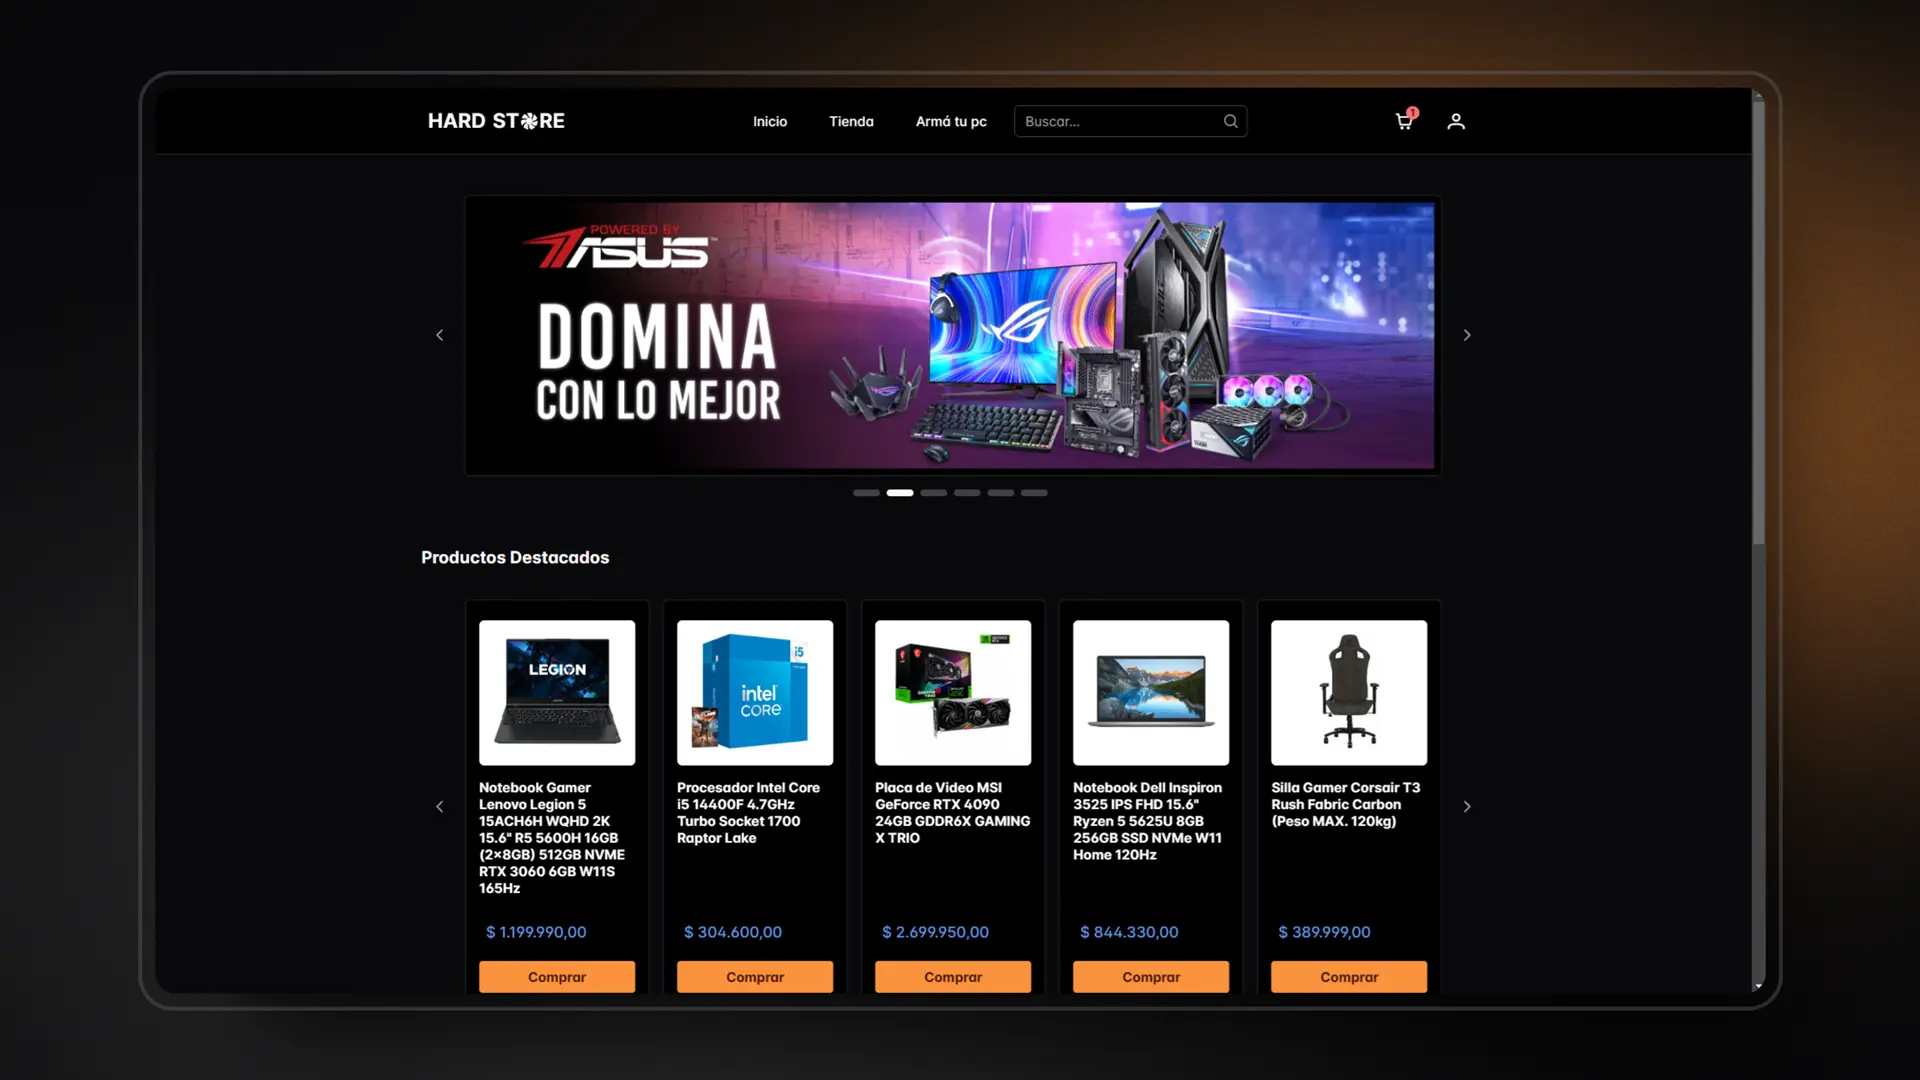 HARD STORE
Inicio
Tienda
Armá tu pc
Buscar...
1
POWERED BY
ASUS
DOMINA
CON LO MEJOR
Productos Destacados
LEGION
Notebook Gamer
Lenovo Legion 5
15ACH6H WQHD 2K
15.6" R5 5600H 16GB
(2x8GB) 512GB NVME
RTX 3060 6GB W11S
165Hz
$ 1.199.990,00
Comprar
i5
intel
CORE
Procesador Intel Core
i5 14400F 4.7GHz
Turbo Socket 1700
Raptor Lake
$ 304.600,00
Comprar
Placa de Video MSI
GeForce RTX 4090
24GB GDDR6X GAMING
X TRIO
$ 2.699.950,00
Comprar
Notebook Dell Inspiron
3525 IPS FHD 15.6"
Ryzen 5 5625U 8GB
256GB SSD NVMe W11
Home 120Hz
$ 844.330,00
Comprar
Silla Gamer Corsair T3
Rush Fabric Carbon
(Peso MAX. 120kg)
$ 389.999,00
Comprar